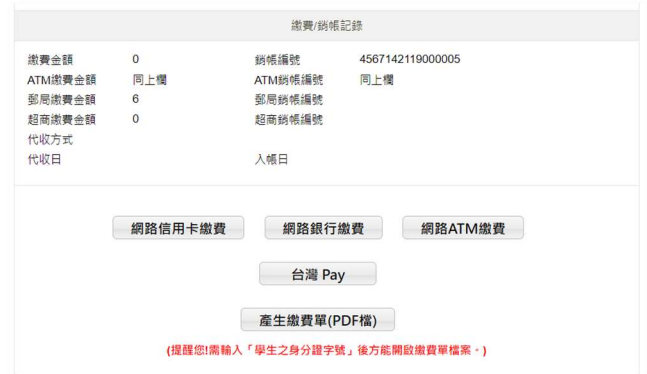 繳費/銷帳記錄
繳費金額 0 銷帳編號 4567142119000005
ATM繳費金額 同上欄 ATM銷帳編號 同上欄
郵局繳費金額 6 郵局銷帳編號
超商繳費金額 0 超商銷帳編號
代收方式
代收日 入帳日
網路信用卡繳費 網路銀行繳費 網路ATM繳費
台灣 Pay
產生繳費單(PDF檔)
(提醒您!需輸入「學生之身分證字號」後方能開啟繳費單檔案。)